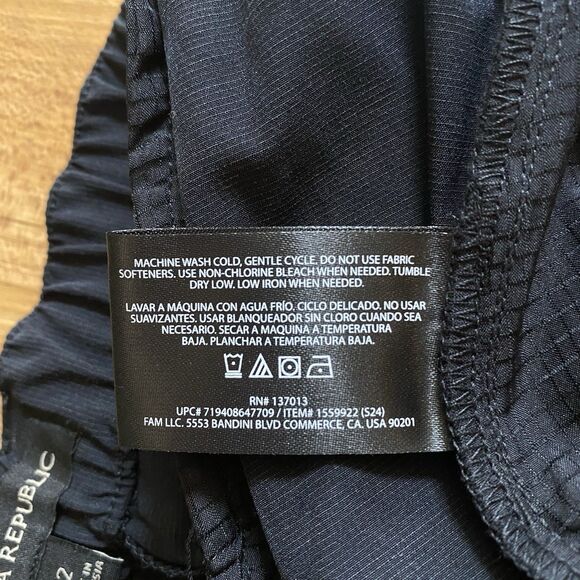 MACHINE WASH COLD, GENTLE CYCLE. DO NOT USE FABRIC
SOFTENERS. USE NON-CHLORINE BLEACH WHEN NEEDED. TUMBLE
DRY LOW. LOW IRON WHEN NEEDED.
LAVAR A MÁQUINA CON AGUA FRÍO. CICLO DELICADO. NO USAR
SUAVIZANTES. USAR BLANQUEADOR SIN CLORO CUANDO SEA
NECESARIO. SECAR A MAQUINA A TEMPERATURA
BAJA. PLANCHAR A TEMPERATURA BAJA.
RN# 137013
UPC# 719408647709 / ITEM# 1559922 (S24)
FAM LLC. 5553 BANDINI BLVD COMMERCE, CA. USA 90201
A REPUBLIC
2